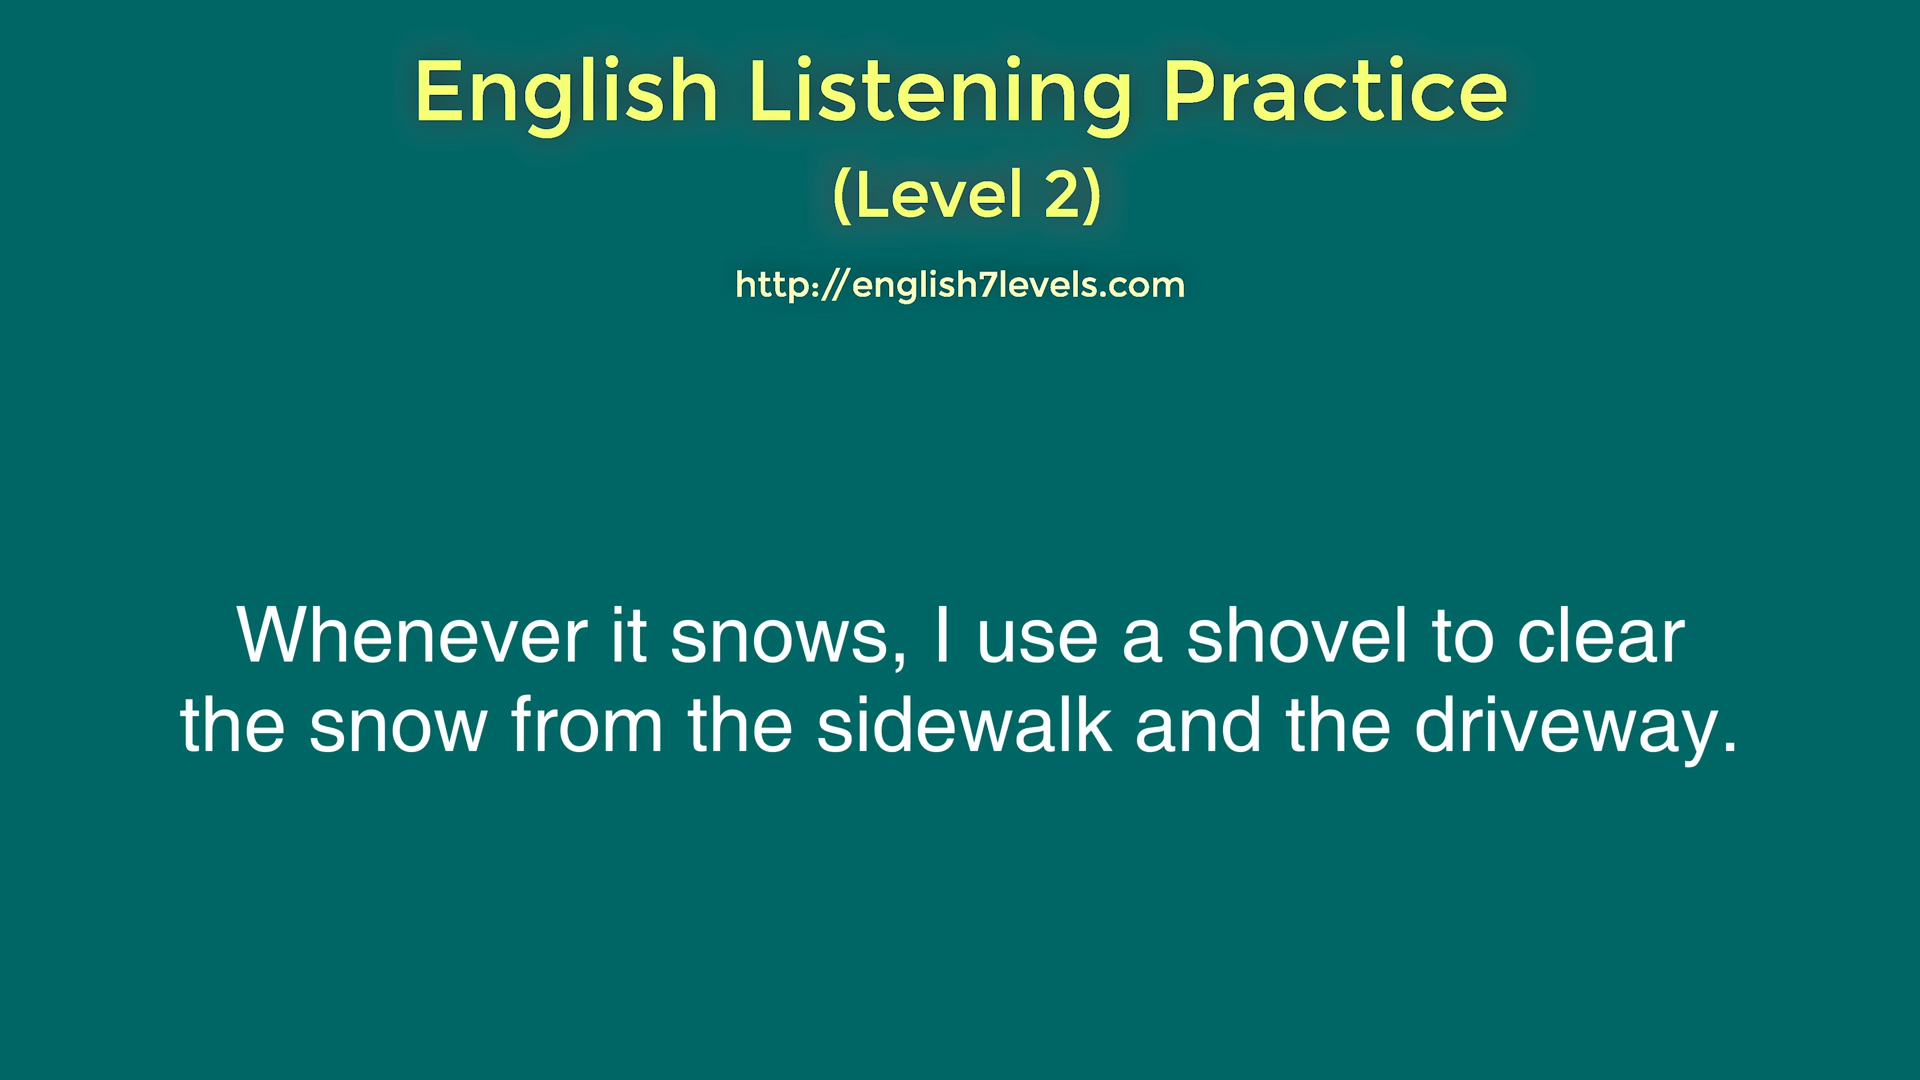 English Listening Practice
(Level 2)
http://english7levels.com
Whenever it snows, I use a shovel to clear
the snow from the sidewalk and the driveway.